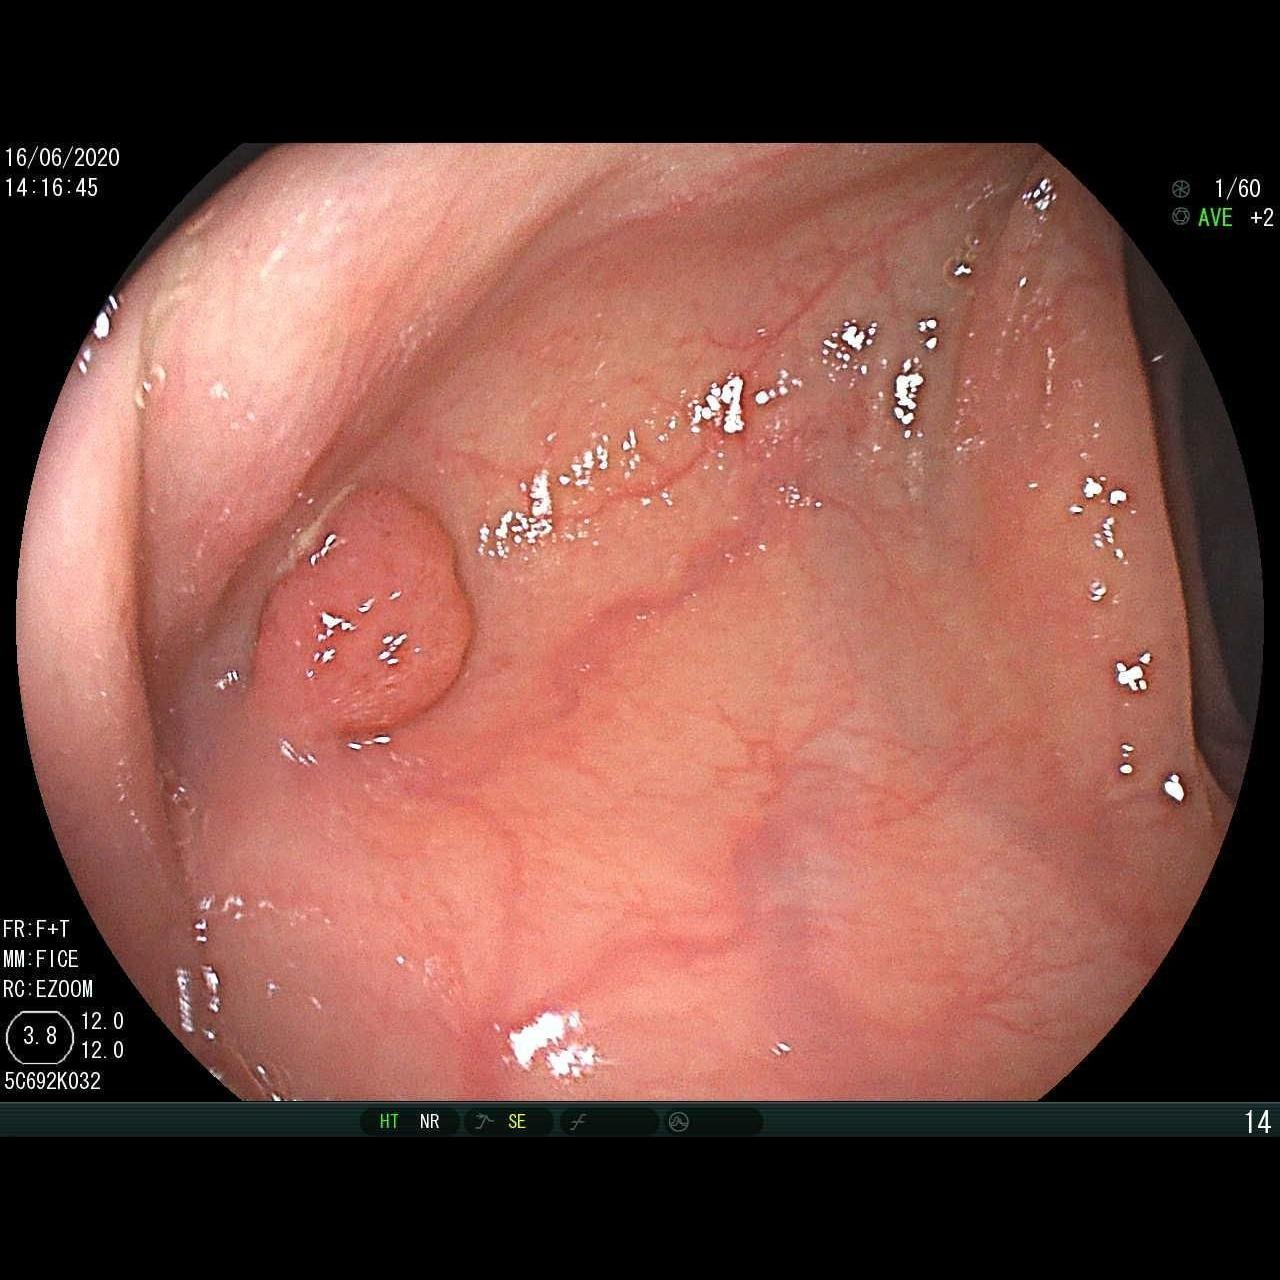 16/06/2020
14:16:45
1/60
AVE +2
FR:F+T
MM:FICE
RC:EZOOM
3.8 12.0
12.0
5C692K032
HT NR SE
14